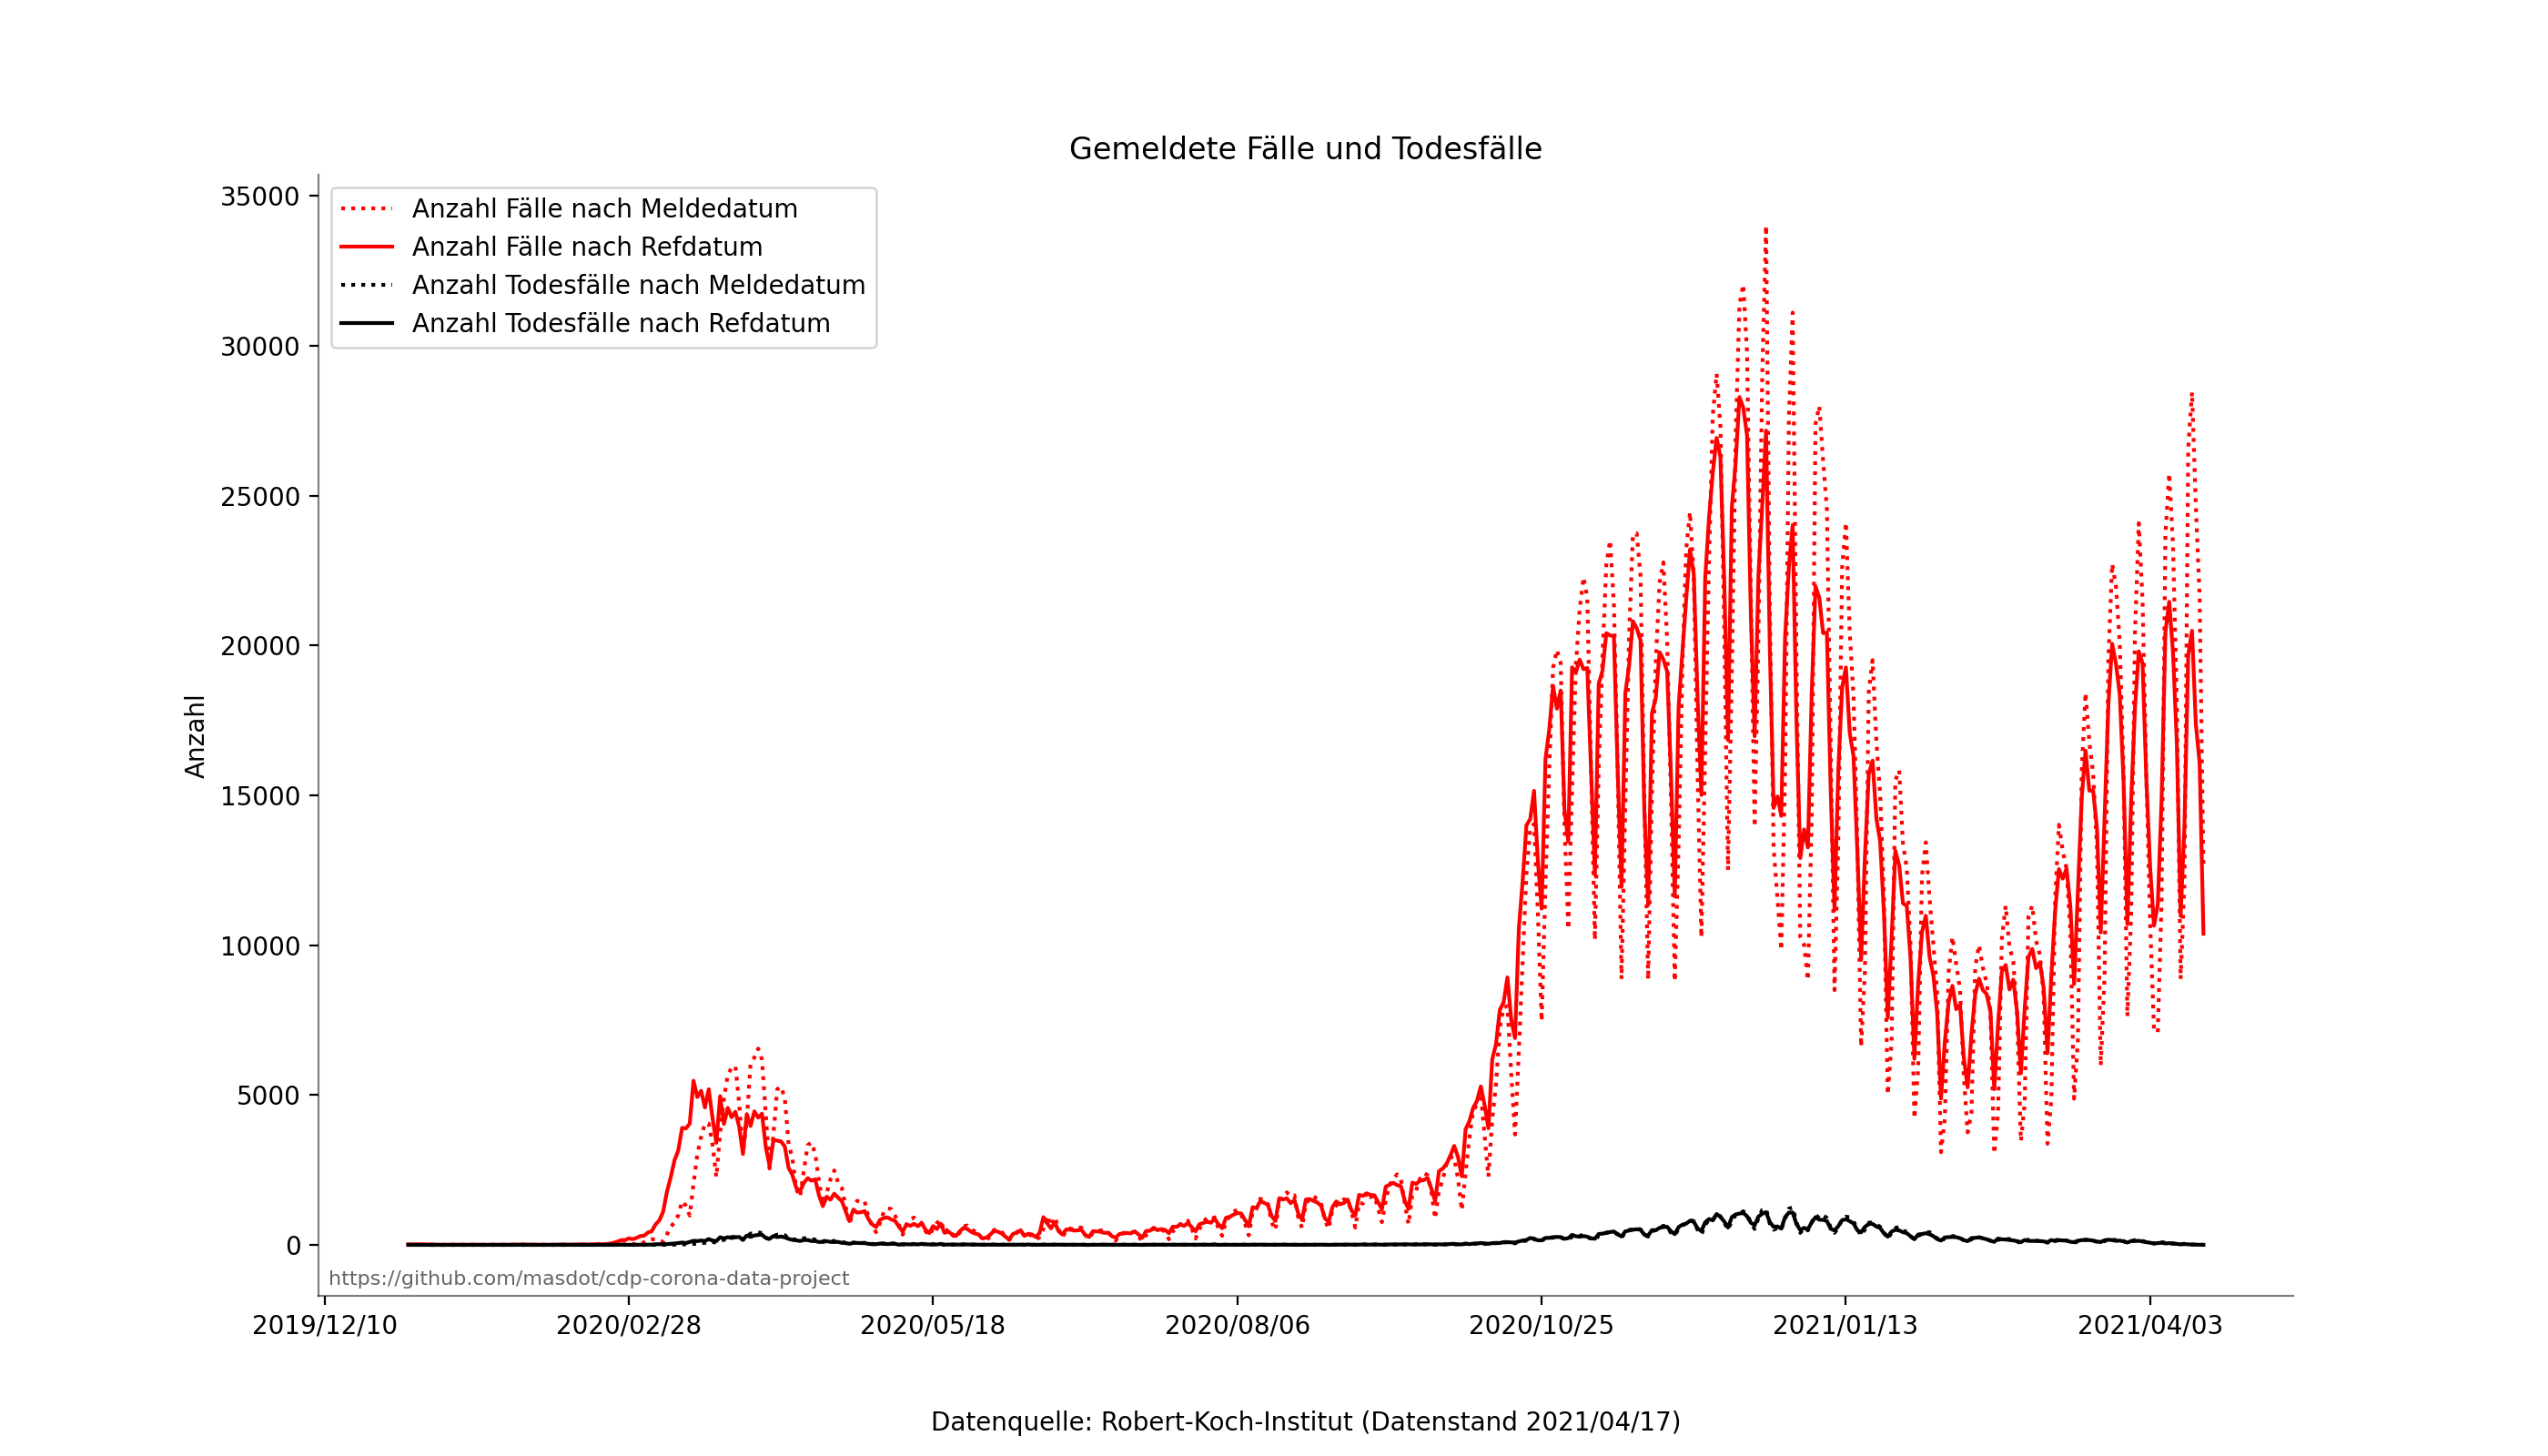 Gemeldete Fälle und Todesfälle
35000
30000
25000
20000
15000
10000
5000
0
Anzahl
Anzahl Fälle nach Meldedatum
Anzahl Fälle nach Refdatum
Anzahl Todesfälle nach Meldedatum
Anzahl Todesfälle nach Refdatum
https://github.com/masdot/cdp-corona-data-project
2019/12/10 2020/02/28 2020/05/18 2020/08/06 2020/10/25 2021/01/13 2021/04/03
Datenquelle: Robert-Koch-Institut (Datenstand 2021/04/17)